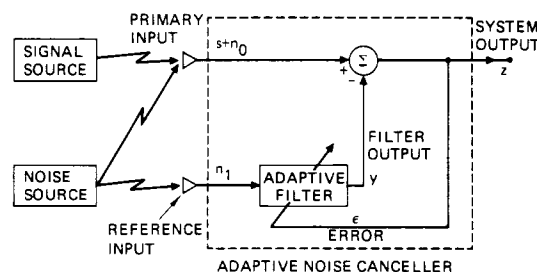 PRIMARY
INPUT
SYSTEM
OUTPUT
SIGNAL
SOURCE
s+n0
+
−
Σ
z
FILTER
OUTPUT
NOISE
SOURCE
n1
ADAPTIVE
FILTER
y
REFERENCE
INPUT
ϵ
ERROR
ADAPTIVE NOISE CANCELLER